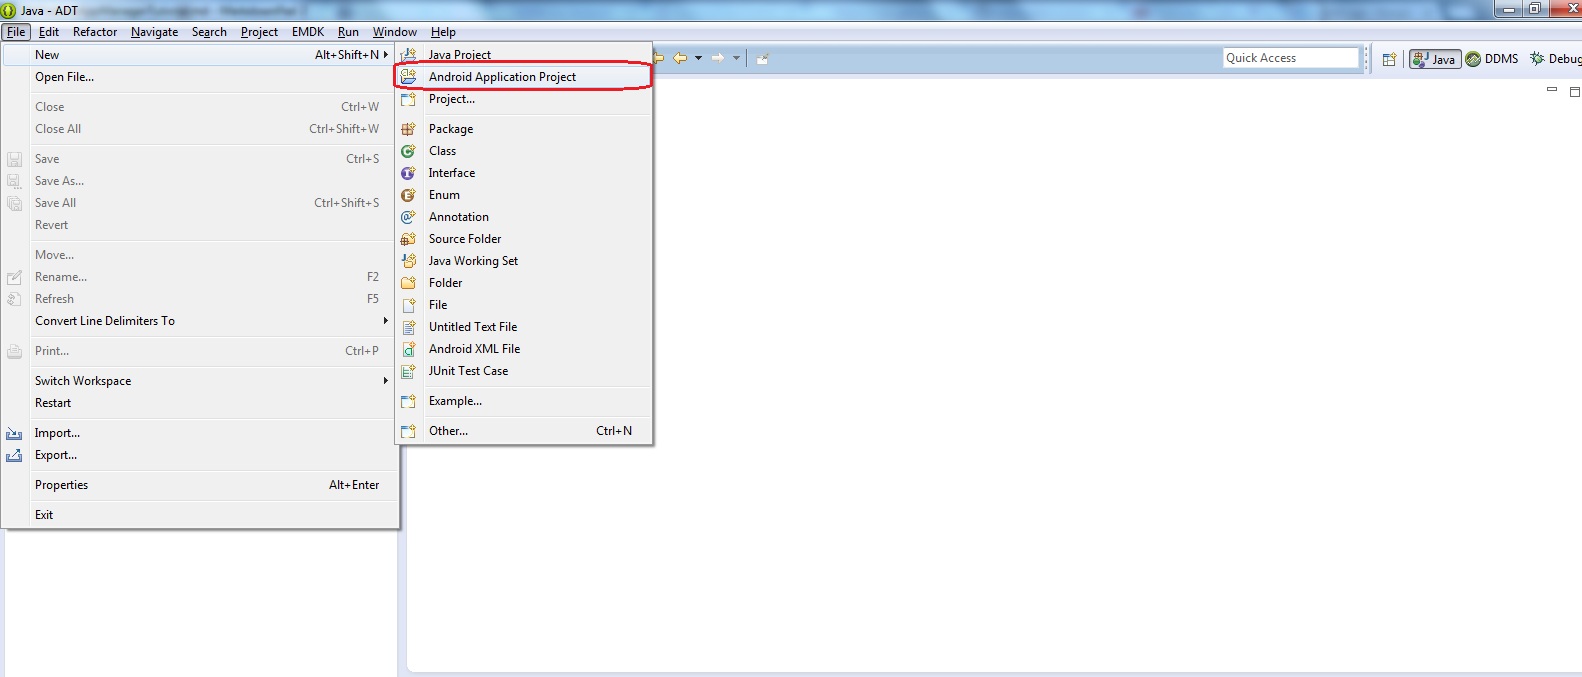 Java - ADT
File Edit Refactor Navigate Search Project EMDK Run Window Help
New Alt+Shift+N
Open File...
Close Ctrl+W
Close All Ctrl+Shift+W
Save Ctrl+S
Save As...
Save All Ctrl+Shift+S
Revert
Move...
Rename... F2
Refresh F5
Convert Line Delimiters To
Print... Ctrl+P
Switch Workspace
Restart
Import...
Export...
Properties Alt+Enter
Exit
Java Project
Android Application Project
Project...
Package
Class
Interface
Enum
Annotation
Source Folder
Java Working Set
Folder
File
Untitled Text File
Android XML File
JUnit Test Case
Example...
Other... Ctrl+N
Quick Access
Java DDMS Debug